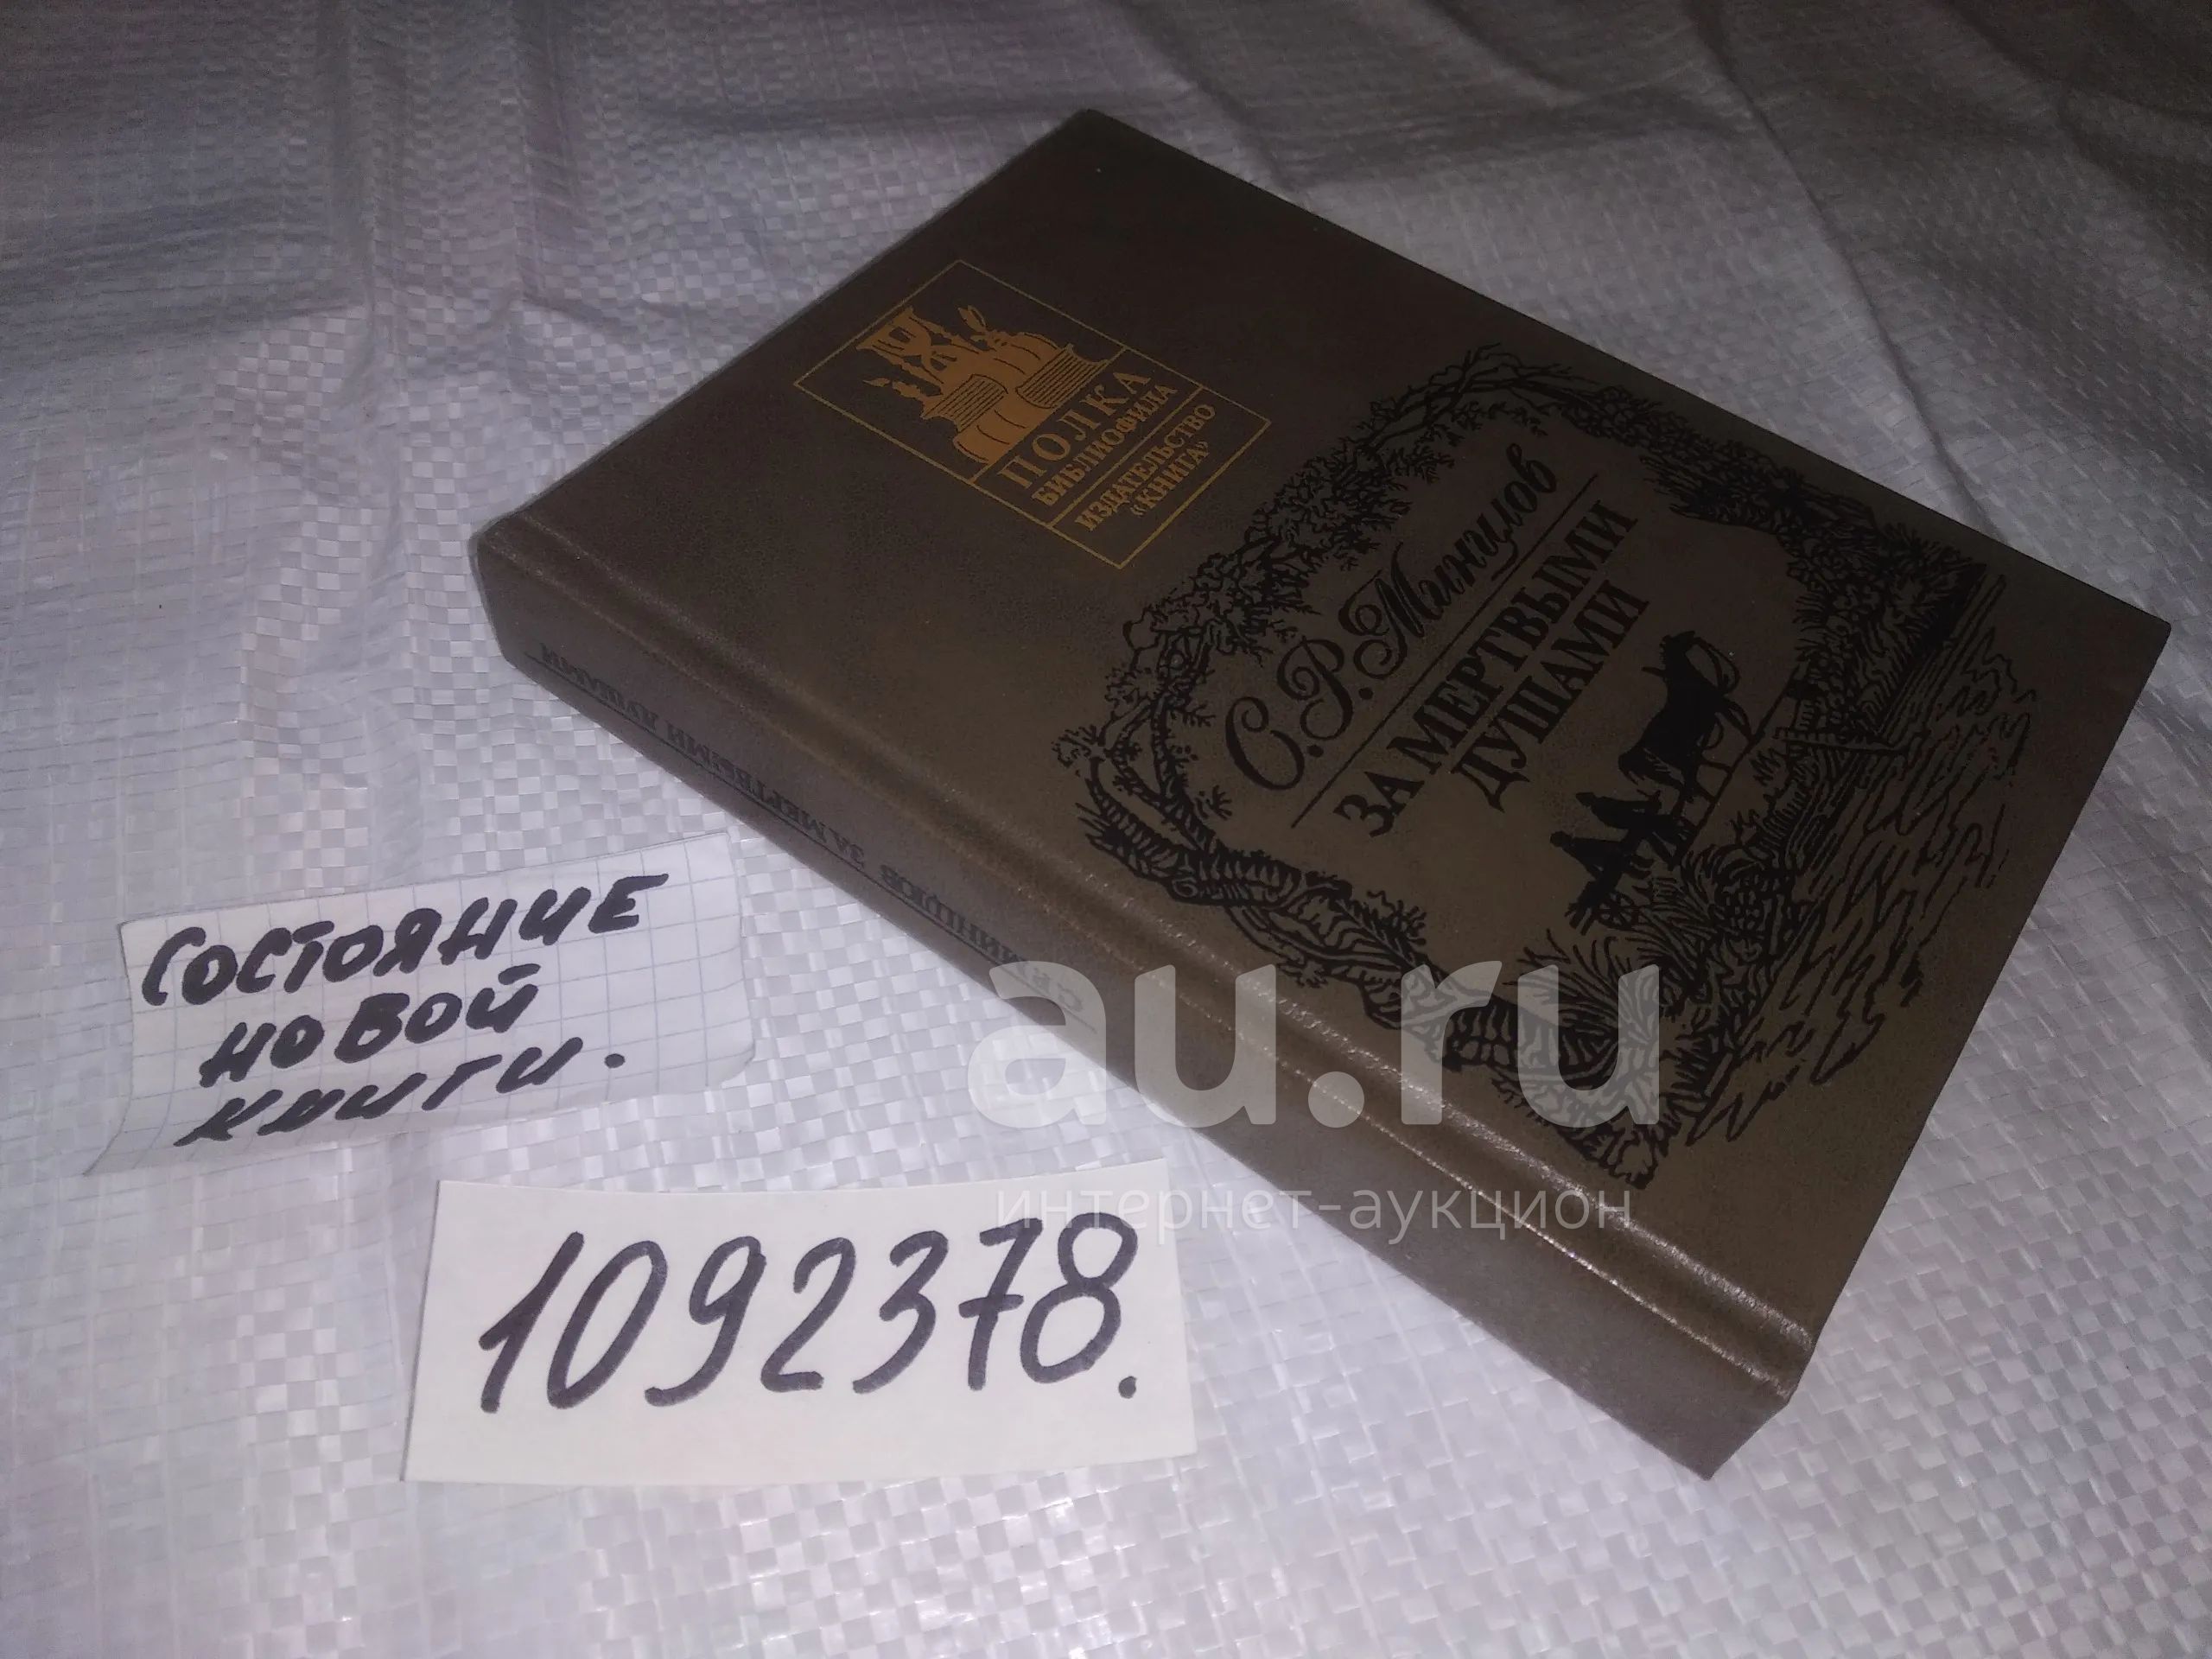 ПОЛКА
БИБЛИОФИЛА
ИЗДАТЕЛЬСТВО
«КНИГА»
С.Р. Минцлов
ЗА МЕРТВЫМИ
ДУШАМИ
С.Р. МИНЦЛОВ ЗА МЕРТВЫМИ ДУШАМИ
СОСТОЯНИЕ
НОВОЙ
КНИГИ.
1092378.
au.ru
интернет-аукцион